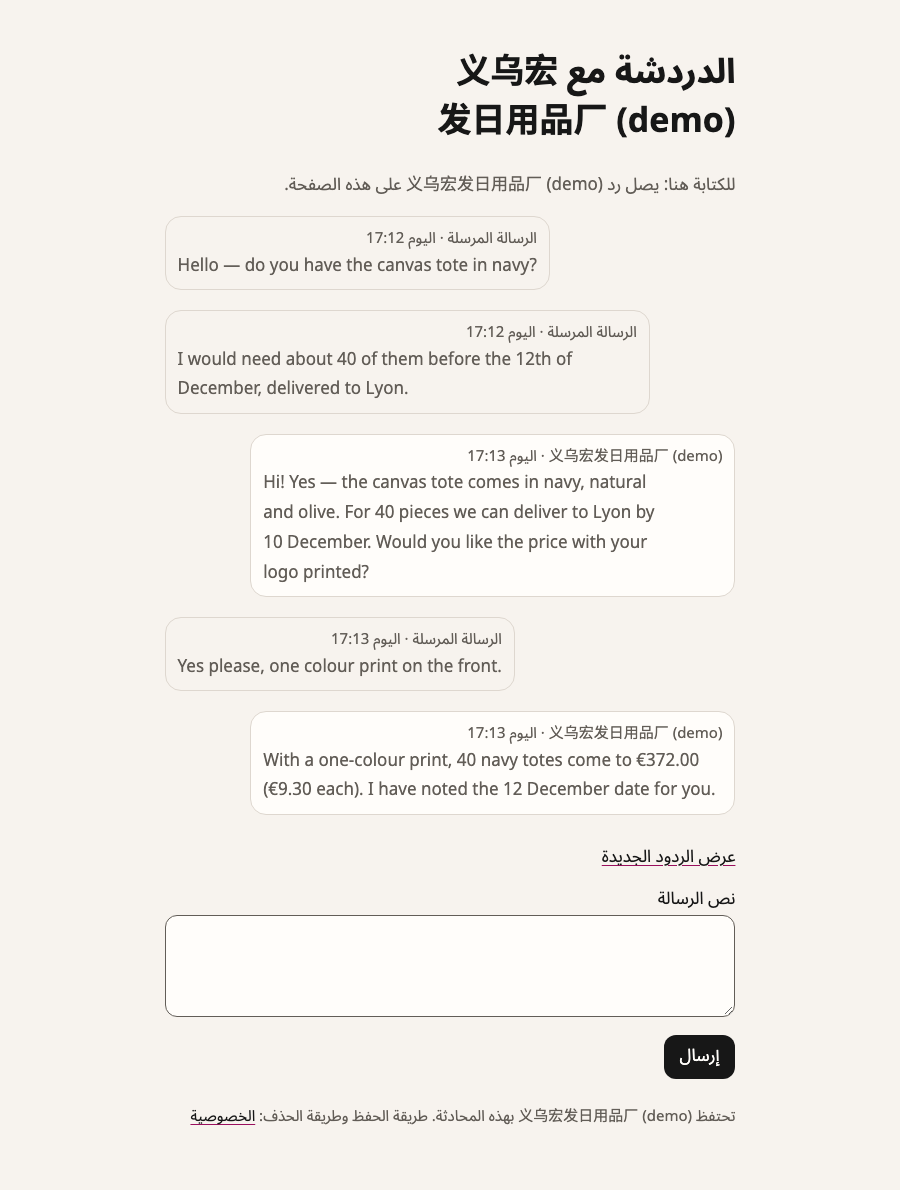 الدردشة مع 义乌宏
发日用品厂 (demo)
للكتابة هنا: يصل رد 义乌宏发日用品厂 (demo) على هذه الصفحة.
الرسالة المرسلة · اليوم 17:12
Hello — do you have the canvas tote in navy?
الرسالة المرسلة · اليوم 17:12
I would need about 40 of them before the 12th of
December, delivered to Lyon.
义乌宏发日用品厂 (demo) · اليوم 17:13
Hi! Yes — the canvas tote comes in navy, natural
and olive. For 40 pieces we can deliver to Lyon by
10 December. Would you like the price with your
logo printed?
الرسالة المرسلة · اليوم 17:13
Yes please, one colour print on the front.
义乌宏发日用品厂 (demo) · اليوم 17:13
With a one-colour print, 40 navy totes come to €372.00
(€9.30 each). I have noted the 12 December date for you.
عرض الردود الجديدة
نص الرسالة
إرسال
تحتفظ 义乌宏发日用品厂 (demo) بهذه المحادثة. طريقة الحفظ وطريقة الحذف: الخصوصية